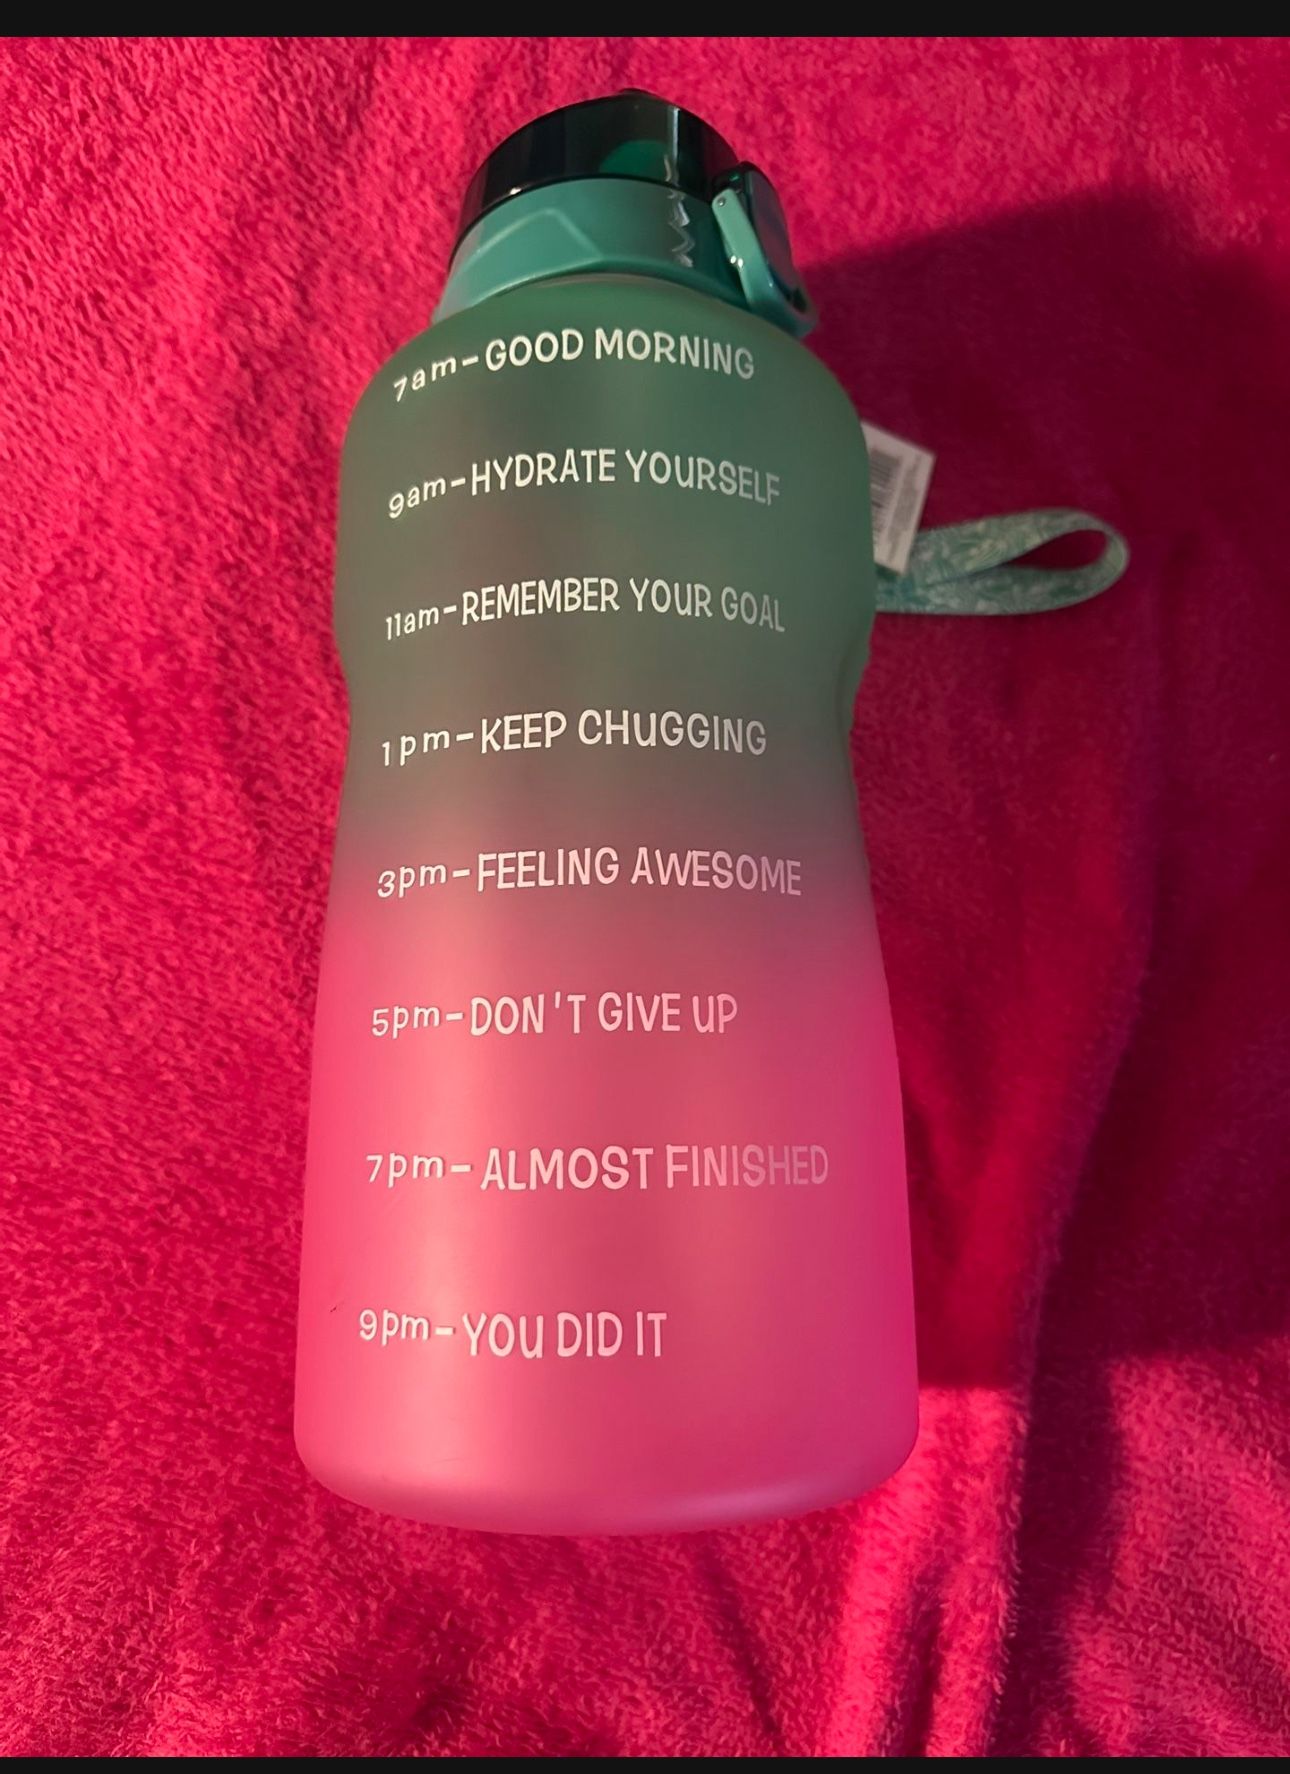 7am-GOOD MORNING
9am-HYDRATE YOURSELF
11am-REMEMBER YOUR GOAL
1pm-KEEP CHUGGING
3pm-FEELING AWESOME
5pm-DON'T GIVE UP
7pm-ALMOST FINISHED
9pm-YOU DID IT